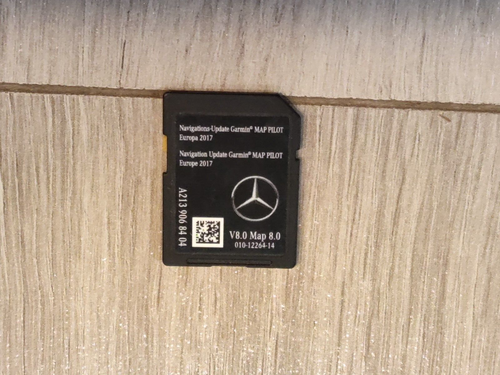 Navigations-Update Garmin® MAP PILOT
Europa 2017
Navigation Update Garmin® MAP PILOT
Europe 2017
A213 906 84 04
V8.0 Map 8.0
010-12264-14